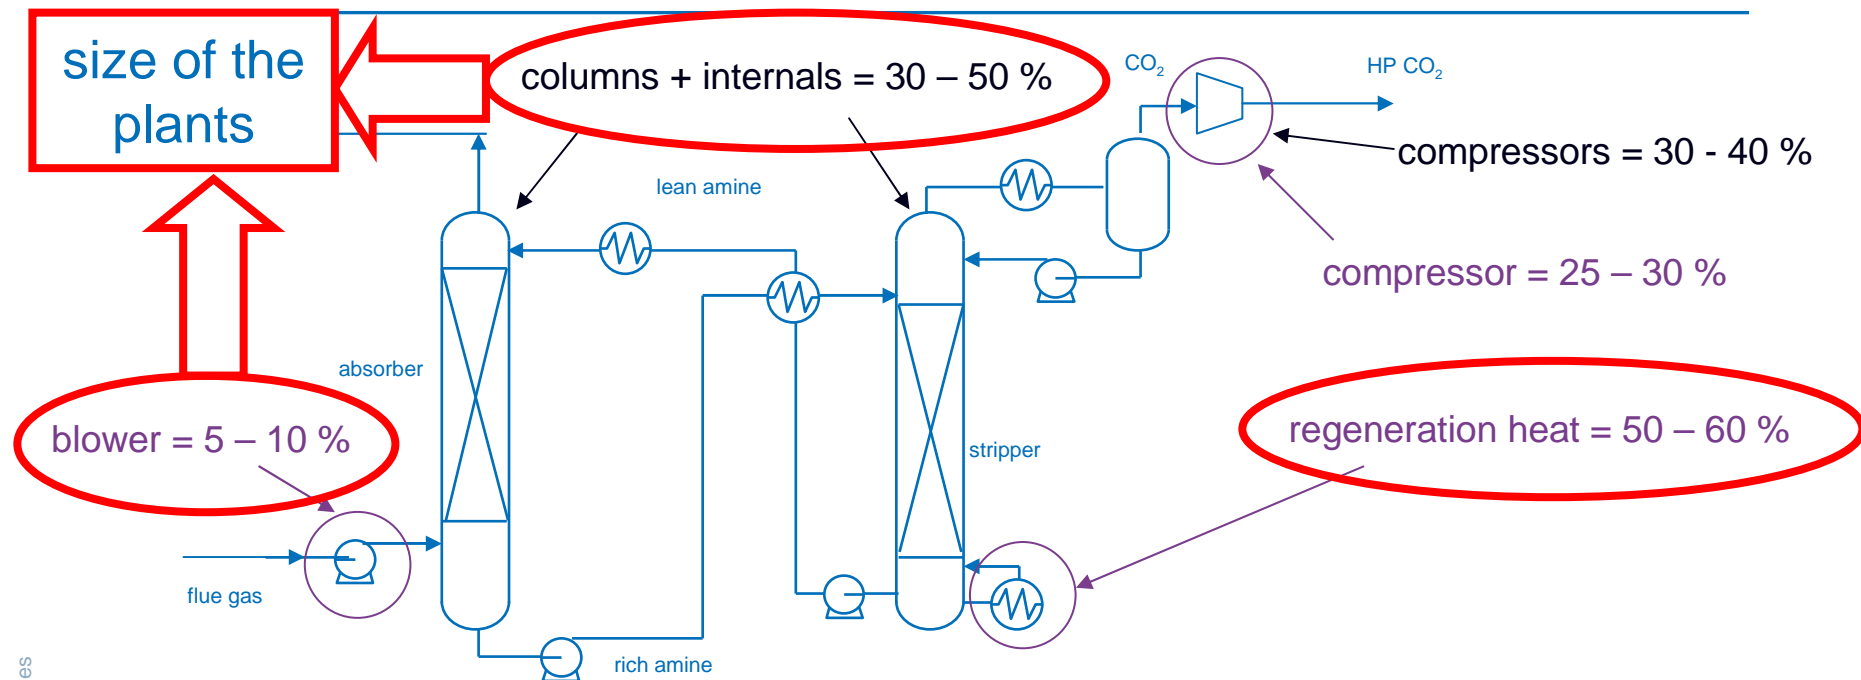 size of the
plants
columns + internals = 30 – 50 %
CO₂
HP CO₂
compressors = 30 - 40 %
lean amine
compressor = 25 – 30 %
absorber
blower = 5 – 10 %
regeneration heat = 50 – 60 %
stripper
flue gas
rich amine
es